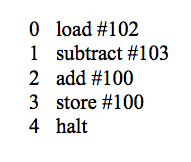 0 load #102
1 subtract #103
2 add #100
3 store #100
4 halt